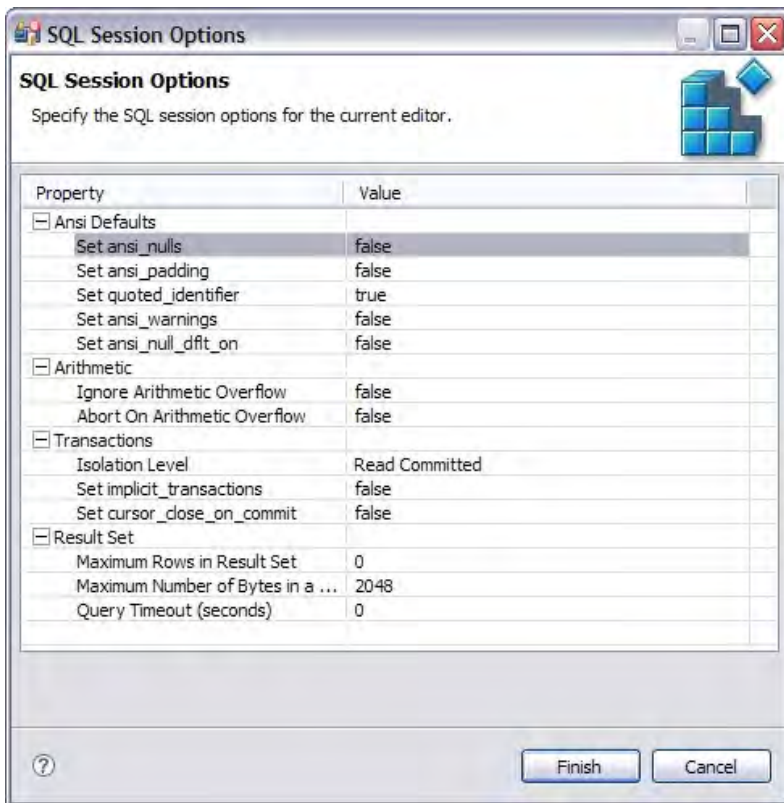 SQL Session Options
SQL Session Options
Specify the SQL session options for the current editor.
Property Value
Ansi Defaults
Set ansi_nulls false
Set ansi_padding false
Set quoted_identifier true
Set ansi_warnings false
Set ansi_null_dflt_on false
Arithmetic
Ignore Arithmetic Overflow false
Abort On Arithmetic Overflow false
Transactions
Isolation Level Read Committed
Set implicit_transactions false
Set cursor_close_on_commit false
Result Set
Maximum Rows in Result Set 0
Maximum Number of Bytes in a ... 2048
Query Timeout (seconds) 0
? Finish Cancel